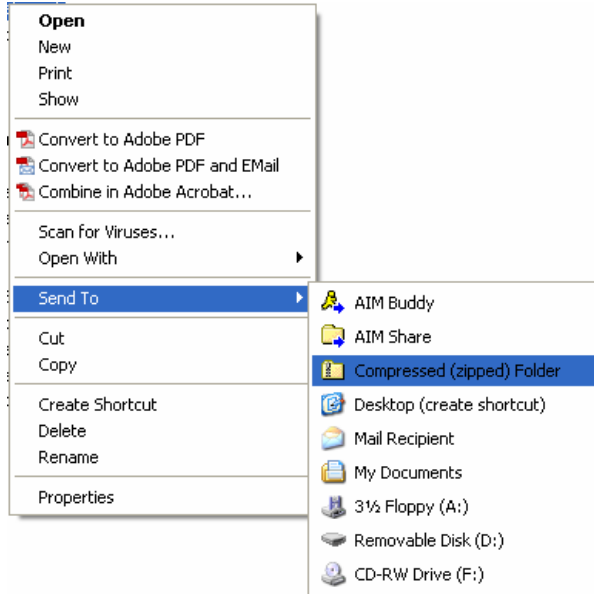 Open
New
Print
Show
Convert to Adobe PDF
Convert to Adobe PDF and EMail
Combine in Adobe Acrobat...
Scan for Viruses...
Open With
Send To
Cut
Copy
Create Shortcut
Delete
Rename
Properties
AIM Buddy
AIM Share
Compressed (zipped) Folder
Desktop (create shortcut)
Mail Recipient
My Documents
3½ Floppy (A:)
Removable Disk (D:)
CD-RW Drive (F:)